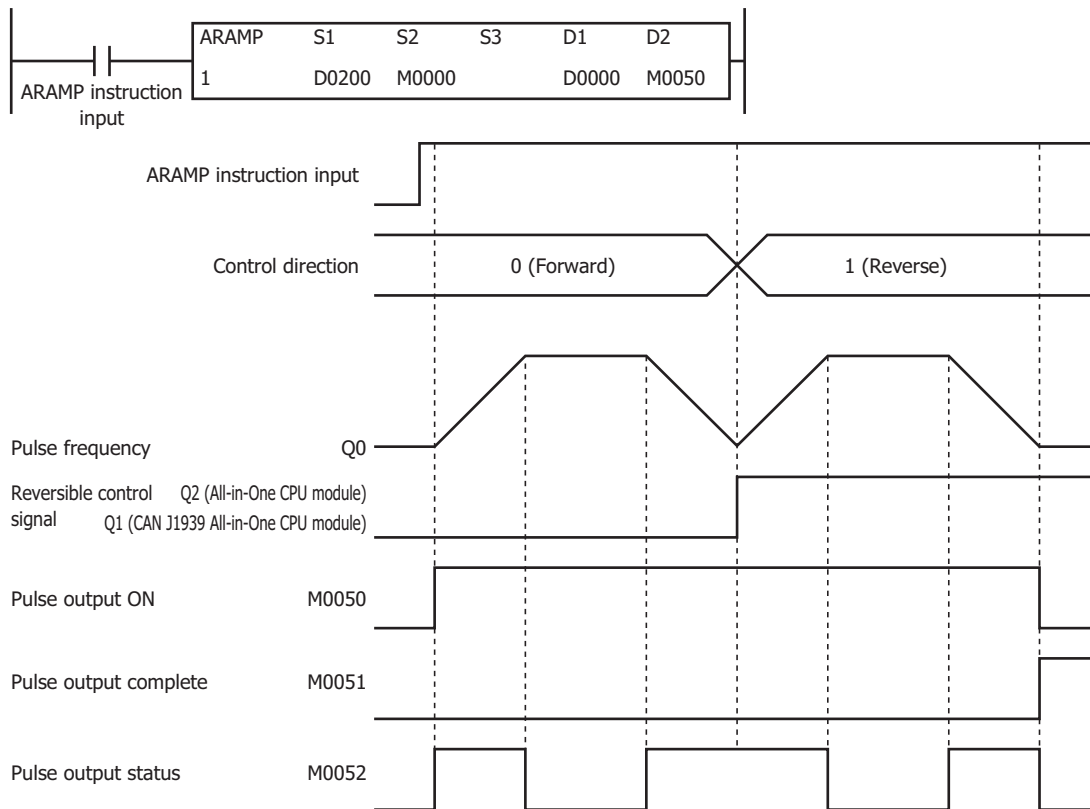 ARAMP S1 S2 S3 D1 D2
1 D0200 M0000 D0000 M0050
ARAMP instruction
input
ARAMP instruction input
Control direction 0 (Forward) 1 (Reverse)
Pulse frequency Q0
Reversible control Q2 (All-in-One CPU module)
signal Q1 (CAN J1939 All-in-One CPU module)
Pulse output ON M0050
Pulse output complete M0051
Pulse output status M0052